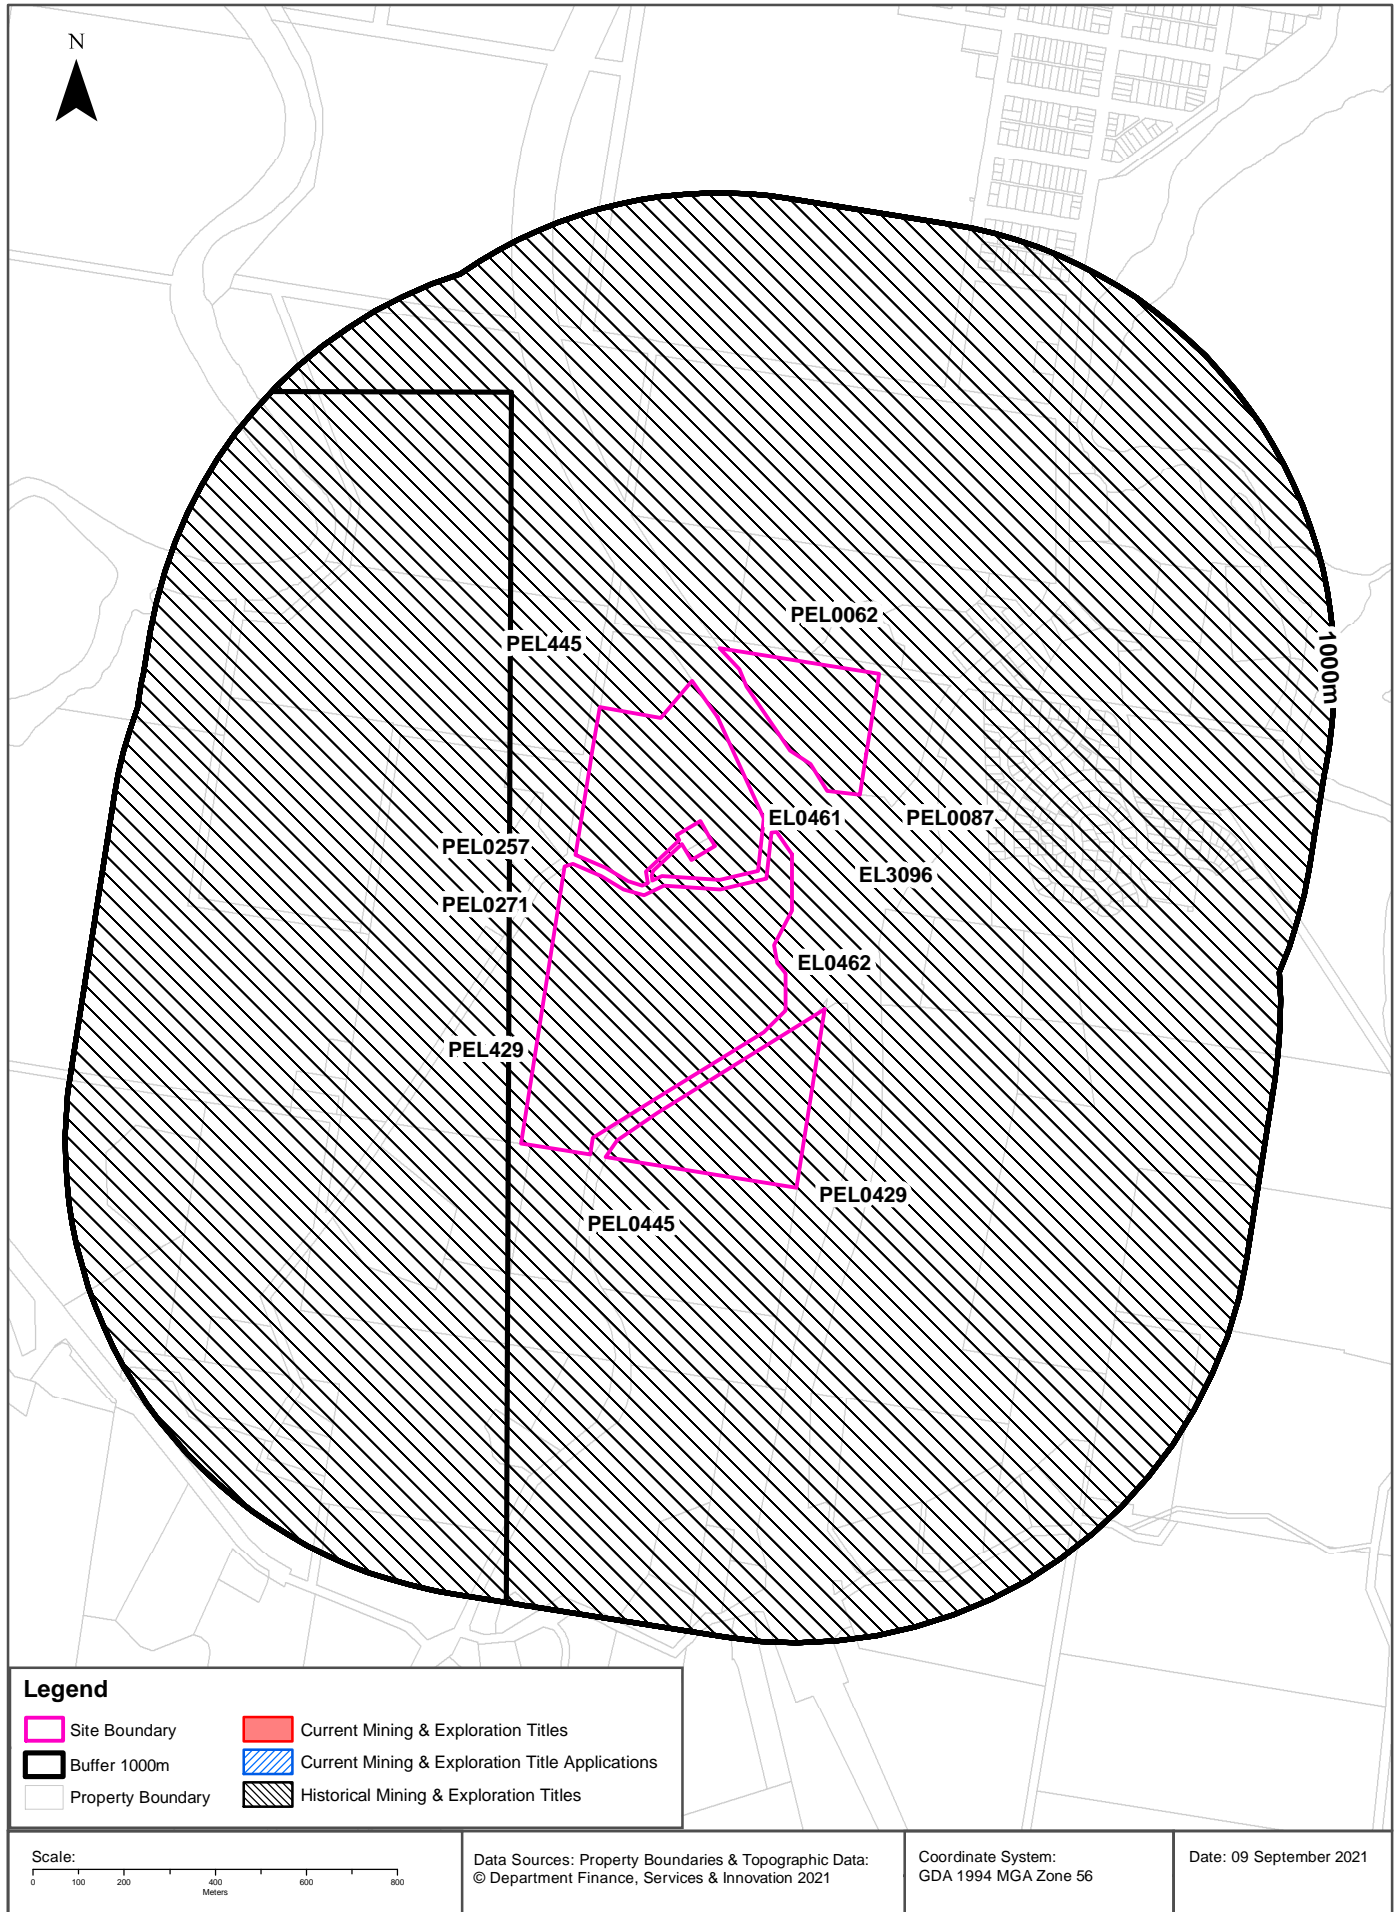 N
PEL0062
PEL445
1000m
EL0461
PEL0087
PEL0257
EL3096
PEL0271
EL0462
PEL429
PEL0429
PEL0445
Legend
Site Boundary
Buffer 1000m
Property Boundary
Current Mining & Exploration Titles
Current Mining & Exploration Title Applications
Historical Mining & Exploration Titles
Scale:
0 100 200 400 600 800
Meters
Data Sources: Property Boundaries & Topographic Data:
© Department Finance, Services & Innovation 2021
Coordinate System:
GDA 1994 MGA Zone 56
Date: 09 September 2021